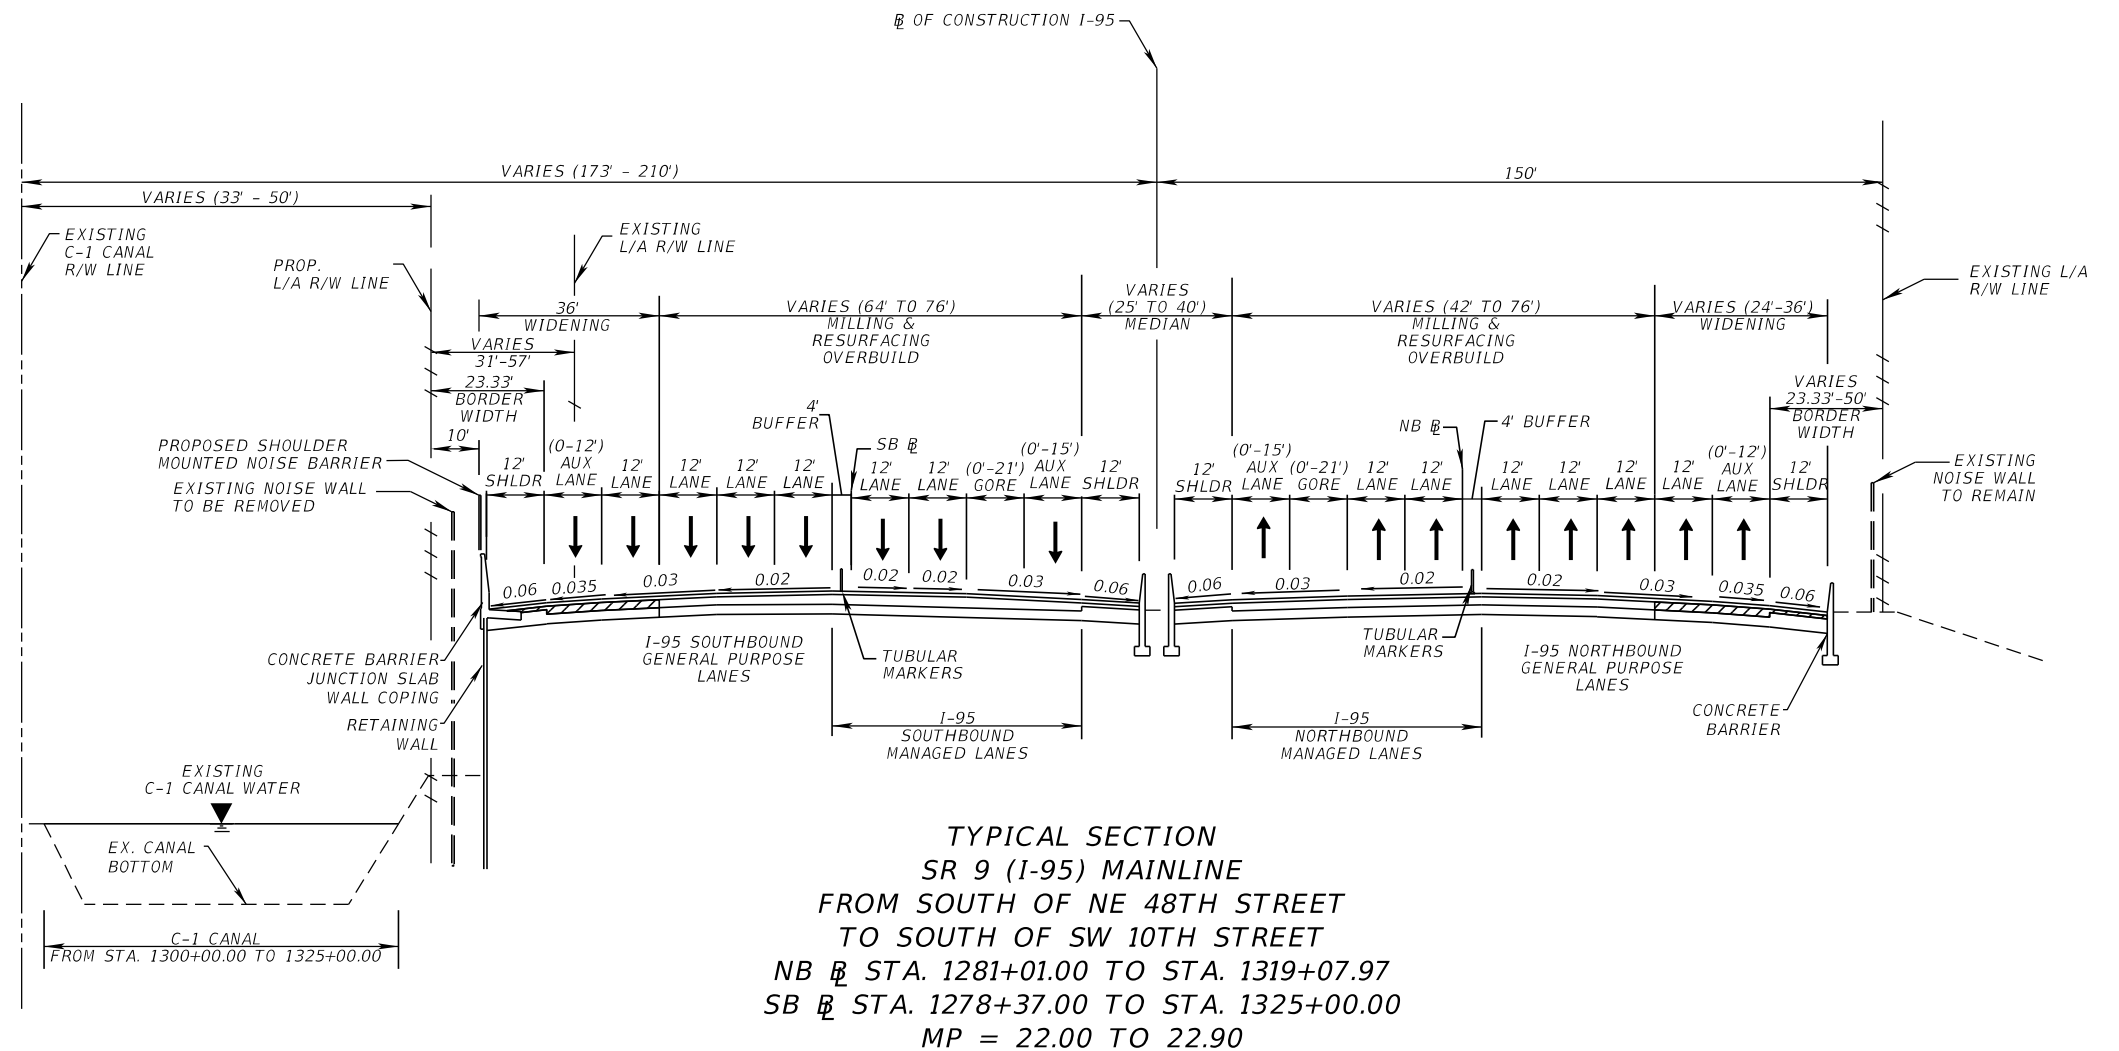 ℄ OF CONSTRUCTION I-95
VARIES (173' - 210')
150'
VARIES (33' - 50')
EXISTING
C-1 CANAL
R/W LINE
PROP.
L/A R/W LINE
EXISTING
L/A R/W LINE
EXISTING L/A
R/W LINE
36'
WIDENING
VARIES (64' TO 76')
MILLING &
RESURFACING
OVERBUILD
VARIES
(25' TO 40')
MEDIAN
VARIES (42' TO 76')
MILLING &
RESURFACING
OVERBUILD
VARIES (24'-36')
WIDENING
VARIES
31'-57'
23.33'
BORDER
WIDTH
10'
VARIES
23.33'-50'
BORDER
WIDTH
PROPOSED SHOULDER
MOUNTED NOISE BARRIER
EXISTING NOISE WALL
TO BE REMOVED
4'
BUFFER
SB BL
NB BL
4' BUFFER
EXISTING
NOISE WALL
TO REMAIN
12'
SHLDR
(0-12')
AUX
LANE
12'
LANE
12'
LANE
12'
LANE
12'
LANE
12'
LANE
12'
LANE
(0'-21')
GORE
(0'-15')
AUX
LANE
12'
SHLDR
12'
SHLDR
(0'-15')
AUX
LANE
(0'-21')
GORE
12'
LANE
12'
LANE
12'
LANE
12'
LANE
12'
LANE
12'
LANE
(0'-12')
AUX
LANE
12'
SHLDR
0.06
0.035
0.03
0.02
0.02
0.02
0.03
0.06
0.06
0.03
0.02
0.02
0.03
0.035
0.06
I-95 SOUTHBOUND
GENERAL PURPOSE
LANES
TUBULAR
MARKERS
TUBULAR
MARKERS
I-95 NORTHBOUND
GENERAL PURPOSE
LANES
CONCRETE BARRIER
JUNCTION SLAB
WALL COPING
RETAINING
WALL
I-95
SOUTHBOUND
MANAGED LANES
I-95
NORTHBOUND
MANAGED LANES
CONCRETE
BARRIER
EXISTING
C-1 CANAL WATER
EX. CANAL
BOTTOM
C-1 CANAL
FROM STA. 1300+00.00 TO 1325+00.00
TYPICAL SECTION
SR 9 (I-95) MAINLINE
FROM SOUTH OF NE 48TH STREET
TO SOUTH OF SW 10TH STREET
NB BL STA. 1281+01.00 TO STA. 1319+07.97
SB BL STA. 1278+37.00 TO STA. 1325+00.00
MP = 22.00 TO 22.90